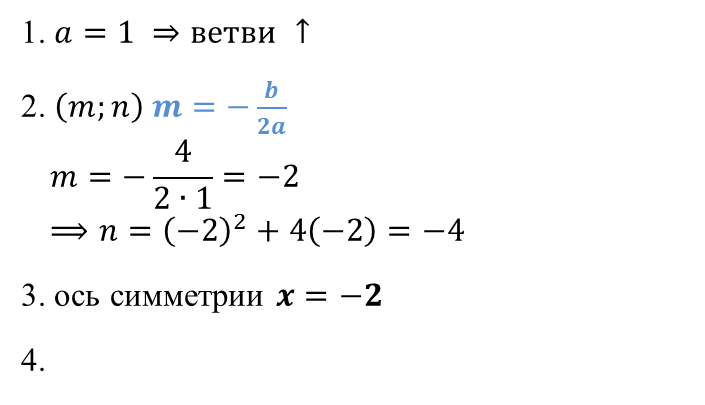 1. a = 1 ⇒ ветви ↑
2. (m; n) m = − b/2a
m = − 4/(2 · 1) = −2
⟹ n = (−2)² + 4(−2) = −4
3. ось симметрии x = −2
4.